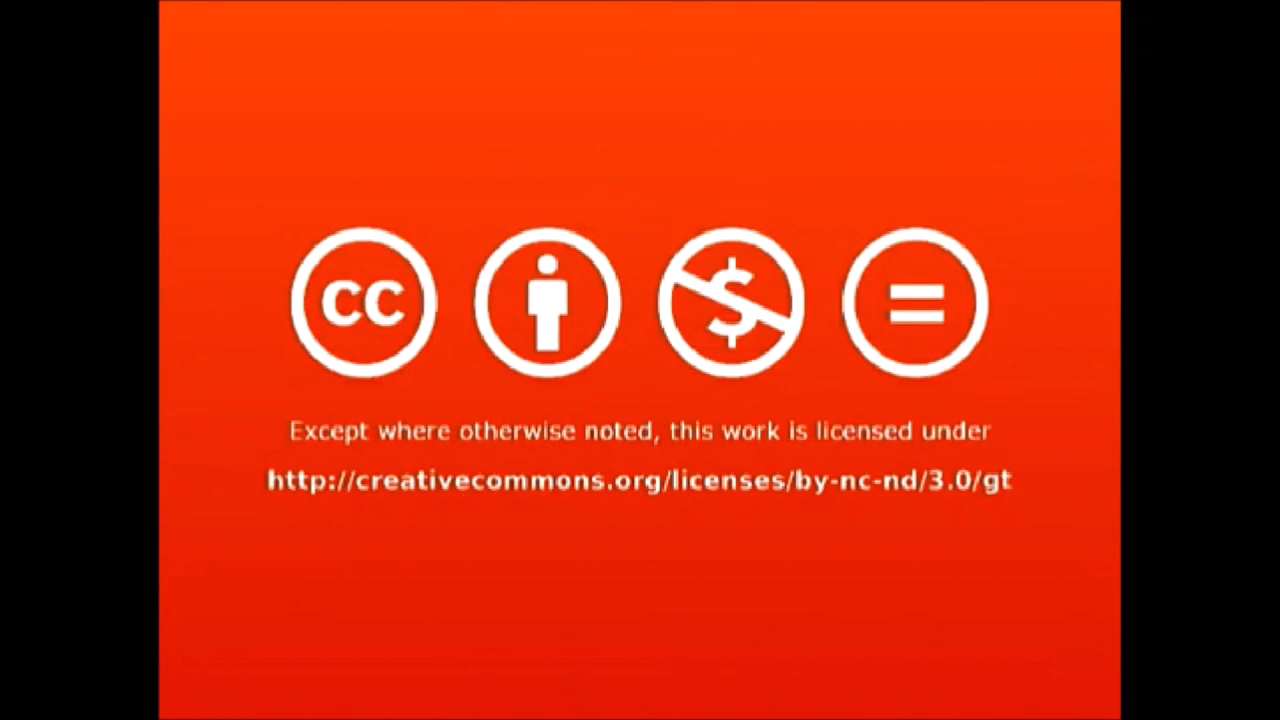 cc
$
=
Except where otherwise noted, this work is licensed under
http://creativecommons.org/licenses/by-nc-nd/3.0/gt